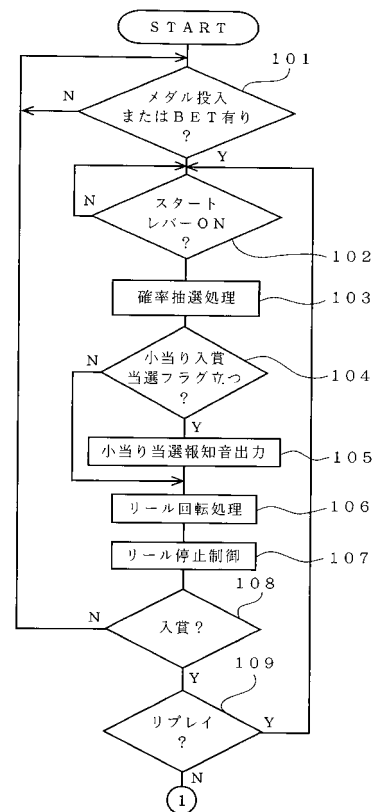 START
101
メダル投入
またはBET有り
?
N
Y
スタート
レバーON
?
N
102
確率抽選処理
103
小当り入賞
当選フラグ立つ
?
N
104
Y
小当り当選報知音出力
105
リール回転処理
106
リール停止制御
107
入賞?
N
108
Y
リプレイ
?
109
Y
N
1